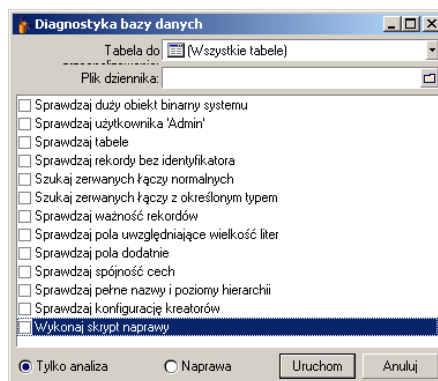 Diagnostyka bazy danych
Tabela do (Wszystkie tabele)
Plik dziennika:
Sprawdzaj duży obiekt binarny systemu
Sprawdzaj użytkownika 'Admin'
Sprawdzaj tabele
Sprawdzaj rekordy bez identyfikatora
Szukaj zerwanych łączy normalnych
Szukaj zerwanych łączy z określonym typem
Sprawdzaj ważność rekordów
Sprawdzaj pola uwzględniające wielkość liter
Sprawdzaj pola dodatnie
Sprawdzaj spójność cech
Sprawdzaj pełne nazwy i poziomy hierarchii
Sprawdzaj konfigurację kreatorów
Wykonaj skrypt naprawy
Tylko analiza Naprawa Uruchom Anuluj